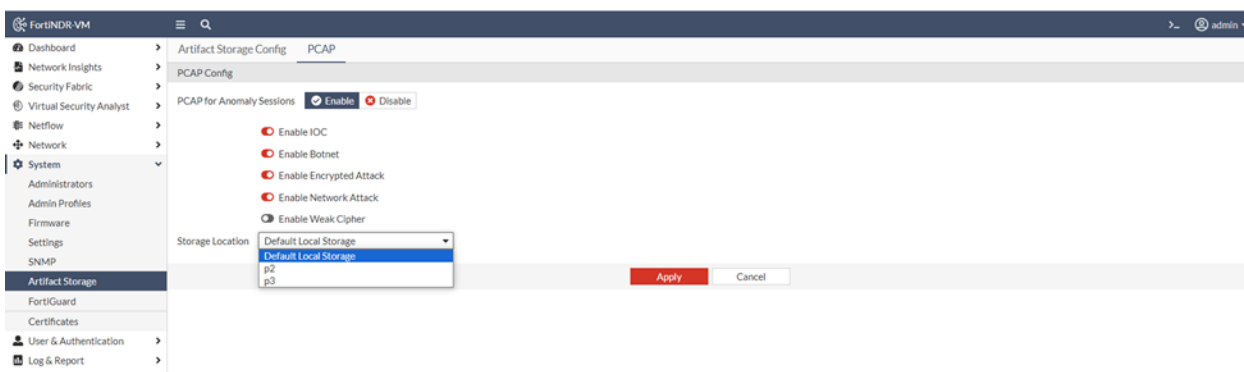 FortiNDR-VM
>_ admin
Dashboard
Network Insights
Security Fabric
Virtual Security Analyst
Netflow
Network
System
Administrators
Admin Profiles
Firmware
Settings
SNMP
Artifact Storage
FortiGuard
Certificates
User & Authentication
Log & Report
Artifact Storage Config PCAP
PCAP Config
PCAP for Anomaly Sessions Enable Disable
Enable IOC
Enable Botnet
Enable Encrypted Attack
Enable Network Attack
Enable Weak Cipher
Storage Location Default Local Storage
Default Local Storage
p2
p3
Apply Cancel